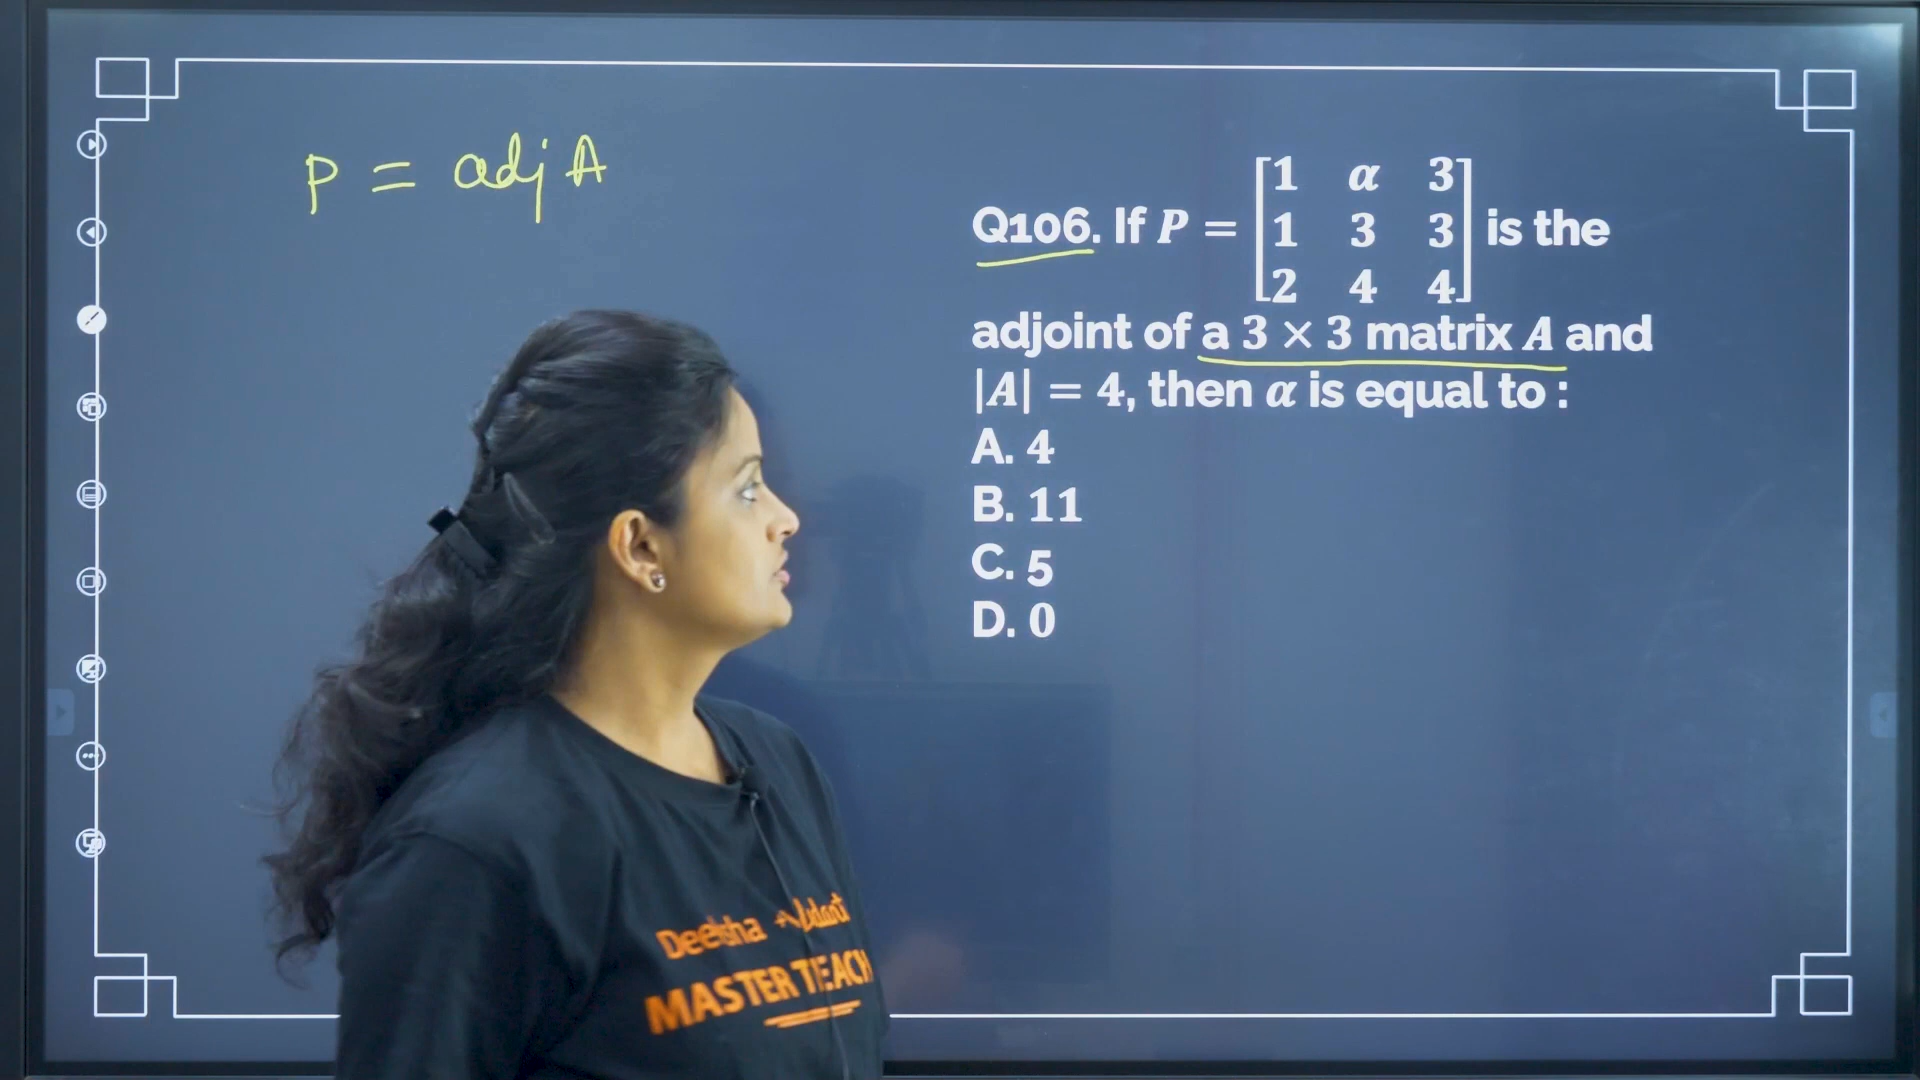 P = adj A
Q106. If P = [1 α 3
1 3 3
2 4 4] is the
adjoint of a 3 × 3 matrix A and
|A| = 4, then α is equal to :
A. 4
B. 11
C. 5
D. 0
MASTER TEACH